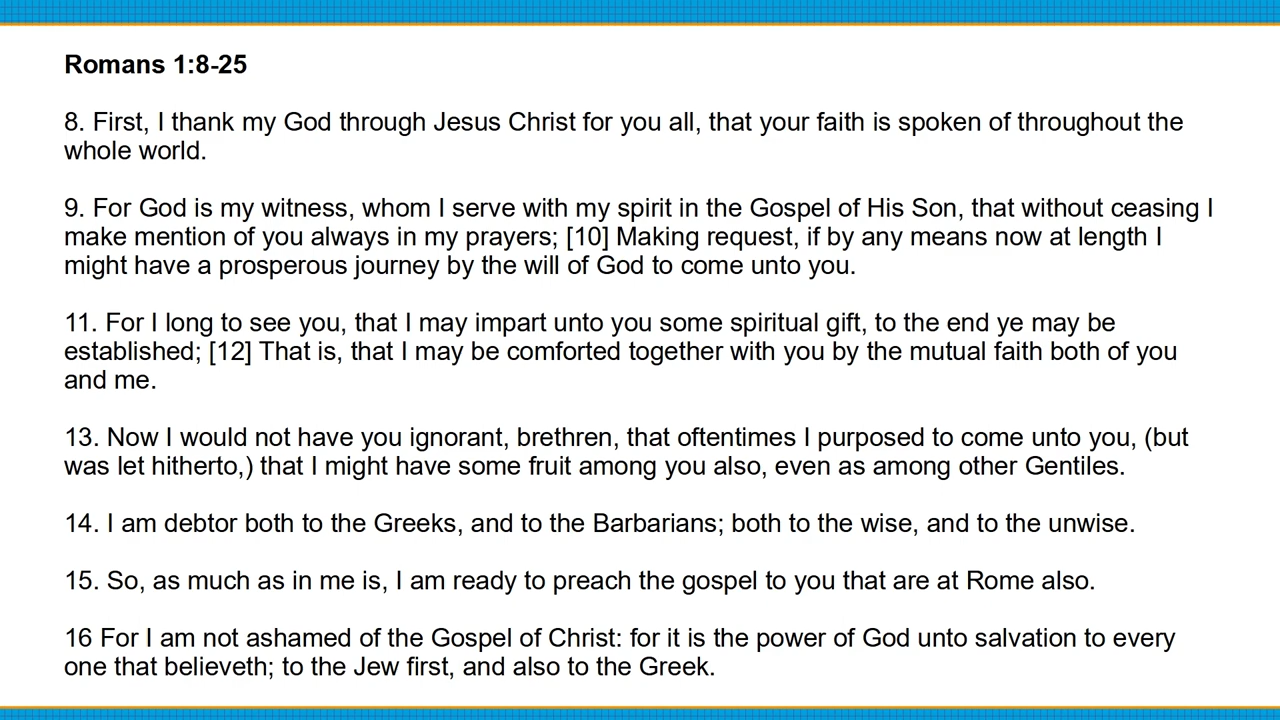 Romans 1:8-25
8. First, I thank my God through Jesus Christ for you all, that your faith is spoken of throughout the
whole world.
9. For God is my witness, whom I serve with my spirit in the Gospel of His Son, that without ceasing I
make mention of you always in my prayers; [10] Making request, if by any means now at length I
might have a prosperous journey by the will of God to come unto you.
11. For I long to see you, that I may impart unto you some spiritual gift, to the end ye may be
established; [12] That is, that I may be comforted together with you by the mutual faith both of you
and me.
13. Now I would not have you ignorant, brethren, that oftentimes I purposed to come unto you, (but
was let hitherto,) that I might have some fruit among you also, even as among other Gentiles.
14. I am debtor both to the Greeks, and to the Barbarians; both to the wise, and to the unwise.
15. So, as much as in me is, I am ready to preach the gospel to you that are at Rome also.
16 For I am not ashamed of the Gospel of Christ: for it is the power of God unto salvation to every
one that believeth; to the Jew first, and also to the Greek.